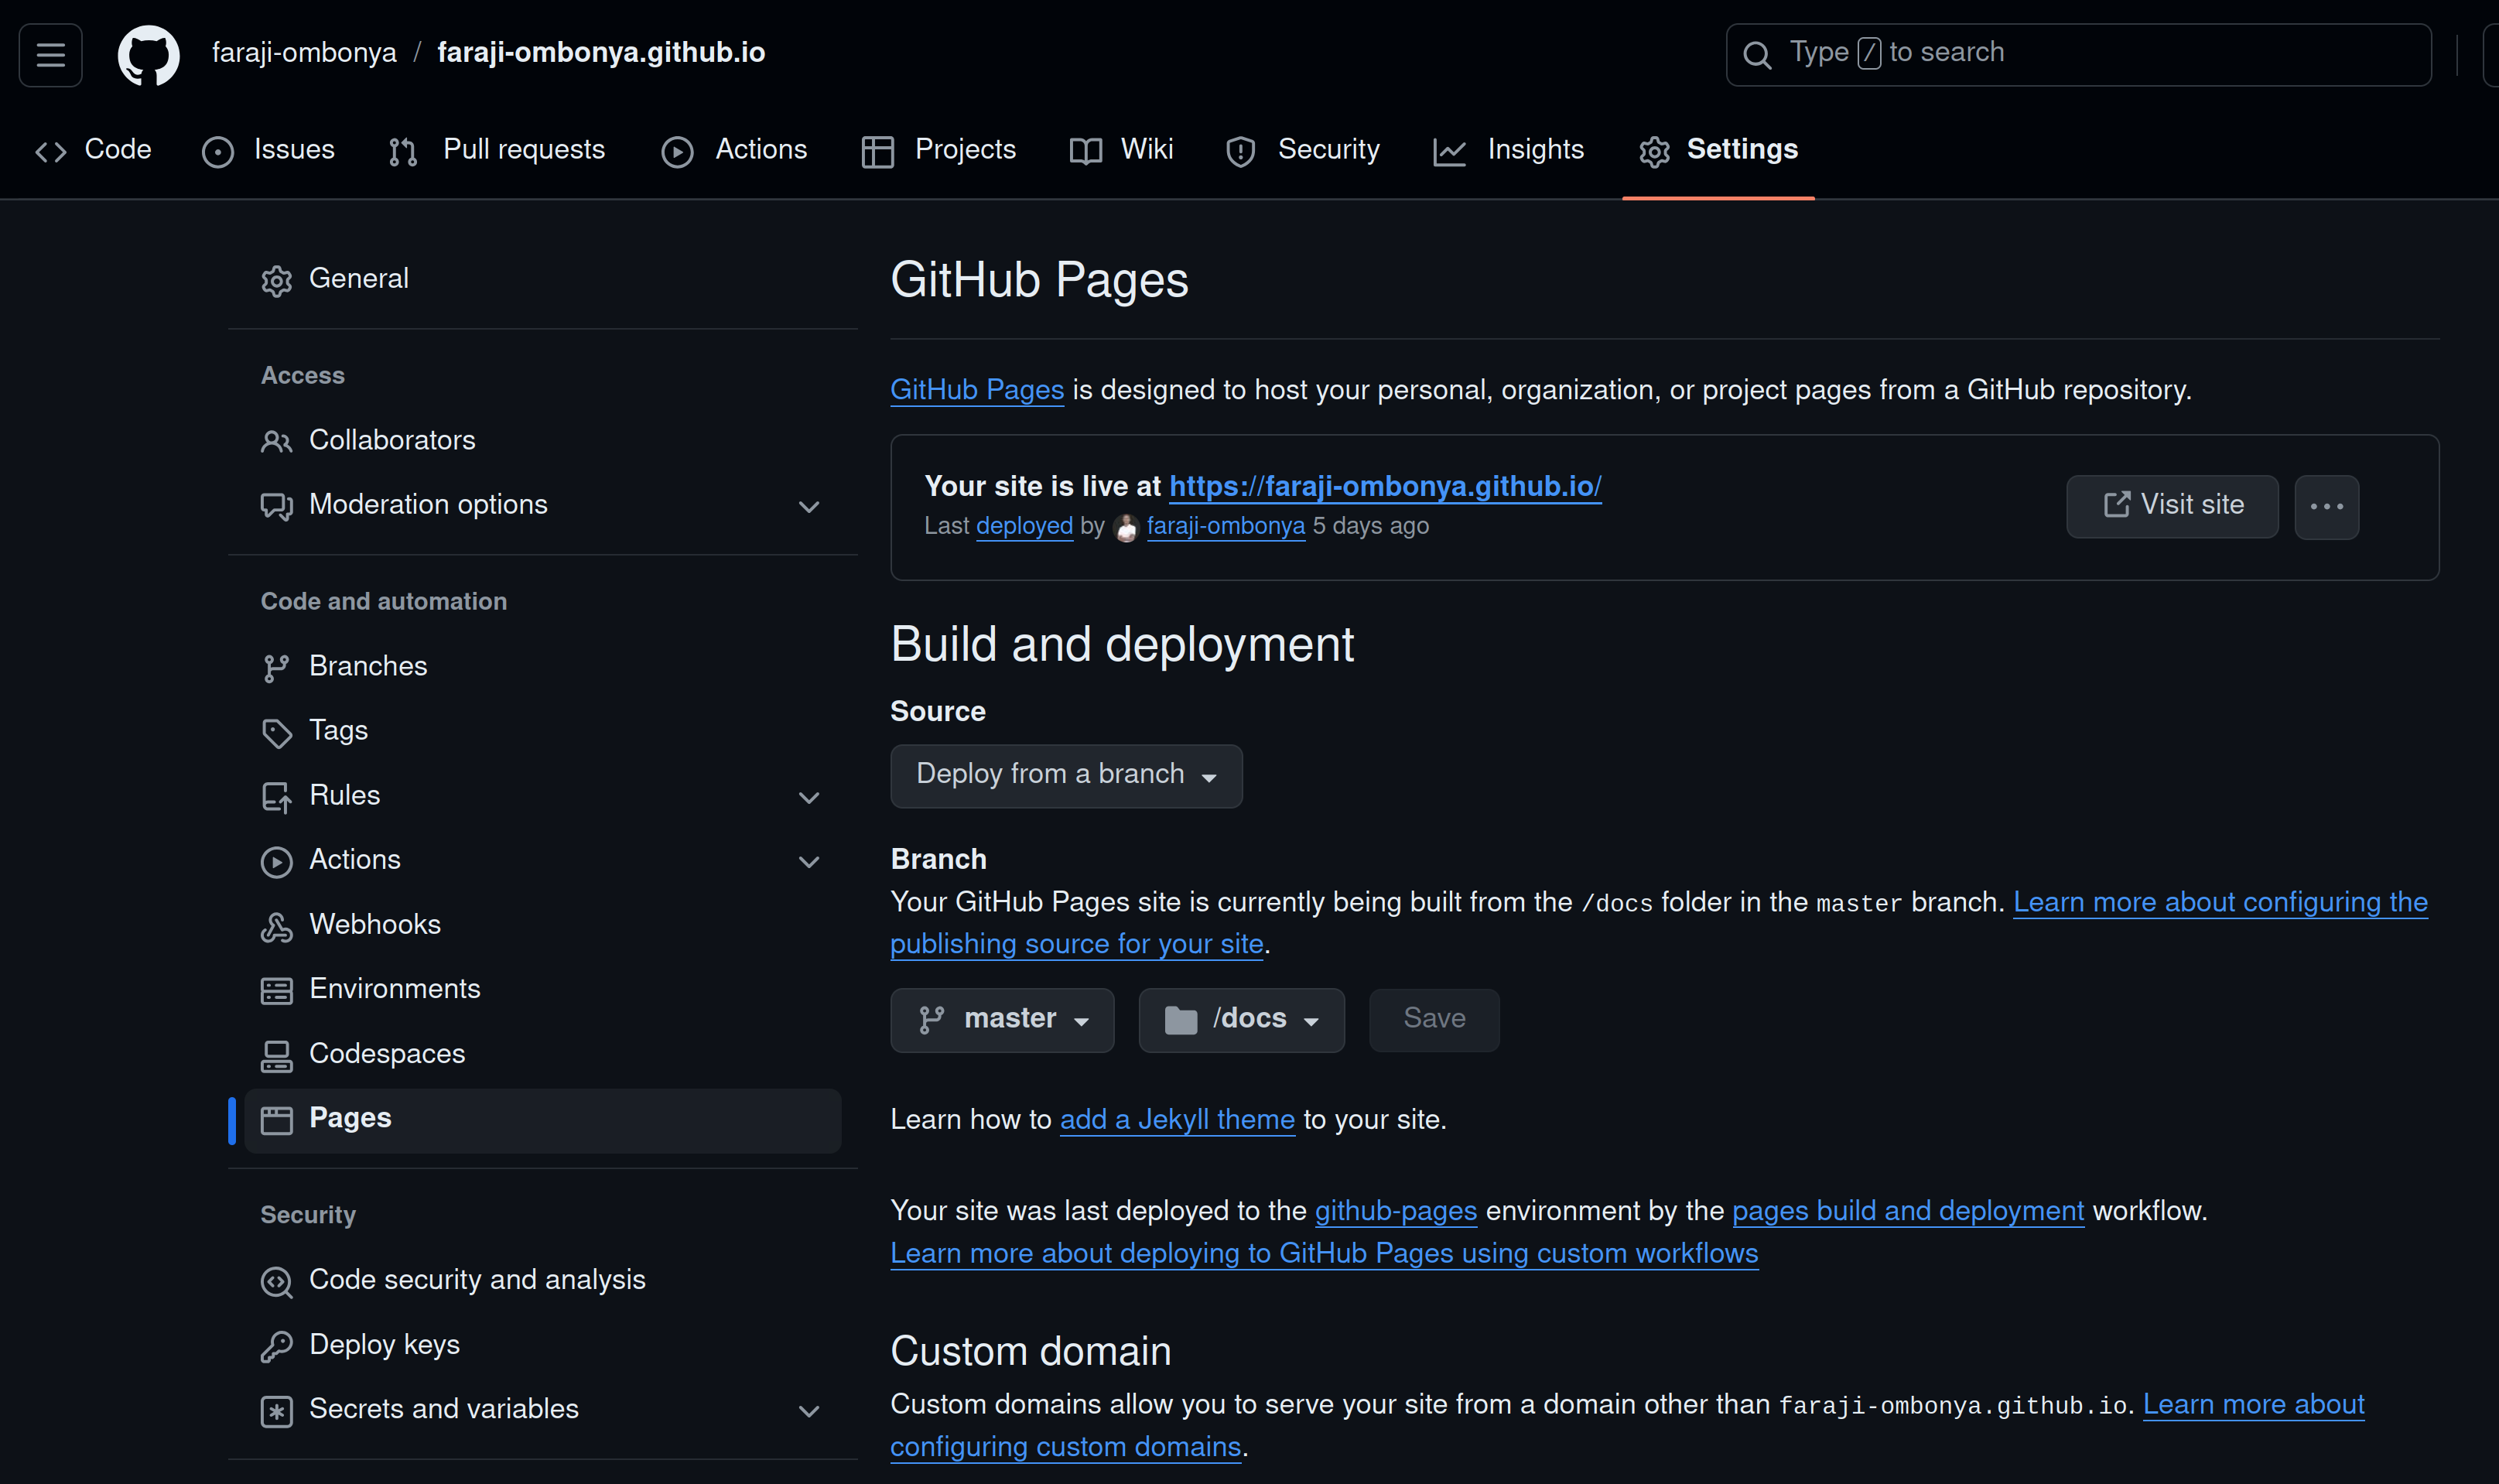 faraji-ombonya / faraji-ombonya.github.io
Type / to search
Code Issues Pull requests Actions Projects Wiki Security Insights Settings
General
Access
Collaborators
Moderation options
Code and automation
Branches
Tags
Rules
Actions
Webhooks
Environments
Codespaces
Pages
Security
Code security and analysis
Deploy keys
Secrets and variables
GitHub Pages
GitHub Pages is designed to host your personal, organization, or project pages from a GitHub repository.
Your site is live at https://faraji-ombonya.github.io/
Last deployed by faraji-ombonya 5 days ago
Visit site
Build and deployment
Source
Deploy from a branch
Branch
Your GitHub Pages site is currently being built from the /docs folder in the master branch. Learn more about configuring the
publishing source for your site.
master /docs Save
Learn how to add a Jekyll theme to your site.
Your site was last deployed to the github-pages environment by the pages build and deployment workflow.
Learn more about deploying to GitHub Pages using custom workflows
Custom domain
Custom domains allow you to serve your site from a domain other than faraji-ombonya.github.io. Learn more about
configuring custom domains.